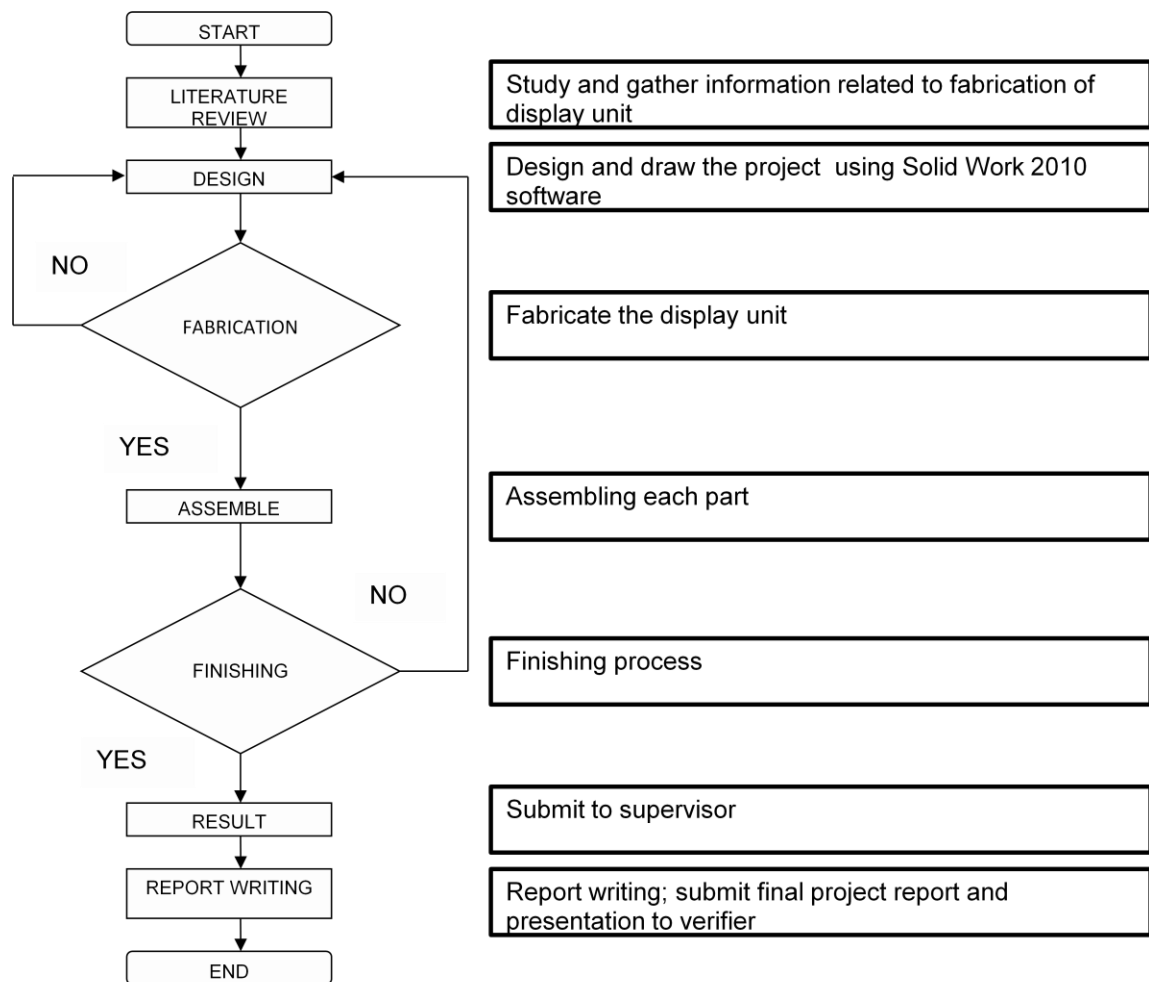 START
LITERATURE
REVIEW
Study and gather information related to fabrication of
display unit
DESIGN
Design and draw the project  using Solid Work 2010
software
NO
FABRICATION
Fabricate the display unit
YES
ASSEMBLE
Assembling each part
NO
FINISHING
Finishing process
YES
RESULT
Submit to supervisor
REPORT WRITING
Report writing; submit final project report and
presentation to verifier
END